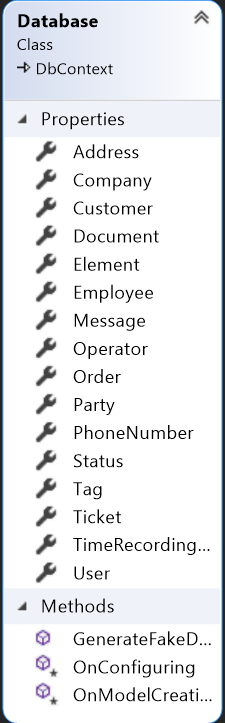 Database
Class
DbContext
Properties
Address
Company
Customer
Document
Element
Employee
Message
Operator
Order
Party
PhoneNumber
Status
Tag
Ticket
TimeRecording...
User
Methods
GenerateFakeD...
OnConfiguring
OnModelCreati...